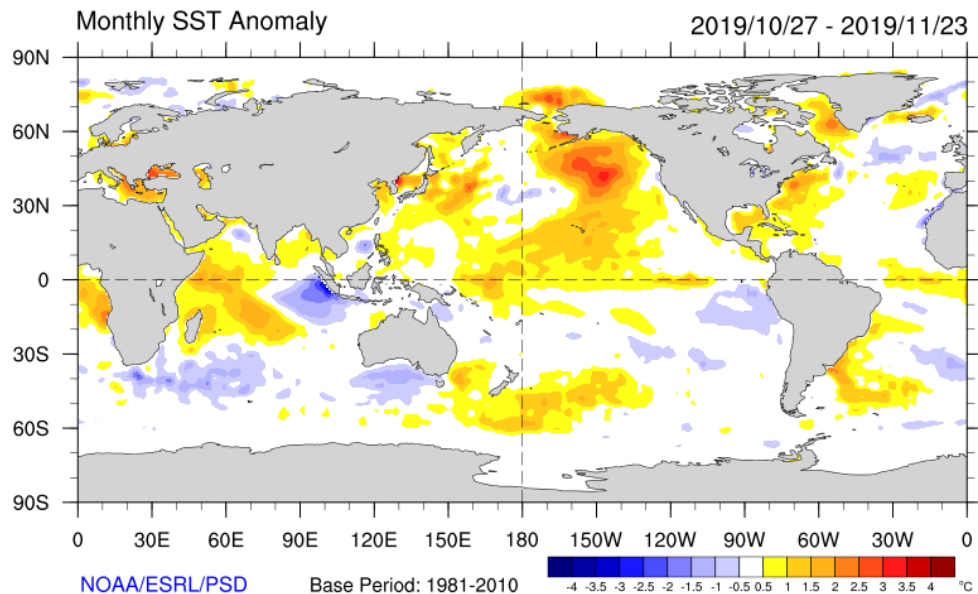 Monthly SST Anomaly 2019/10/27 - 2019/11/23
90N
60N
30N
0
30S
60S
90S
0 30E 60E 90E 120E 150E 180 150W 120W 90W 60W 30W 0
NOAA/ESRL/PSD Base Period: 1981-2010
-4 -3.5 -3 -2.5 -2 -1.5 -1 -0.5 0.5 1 1.5 2 2.5 3 3.5 4 °C